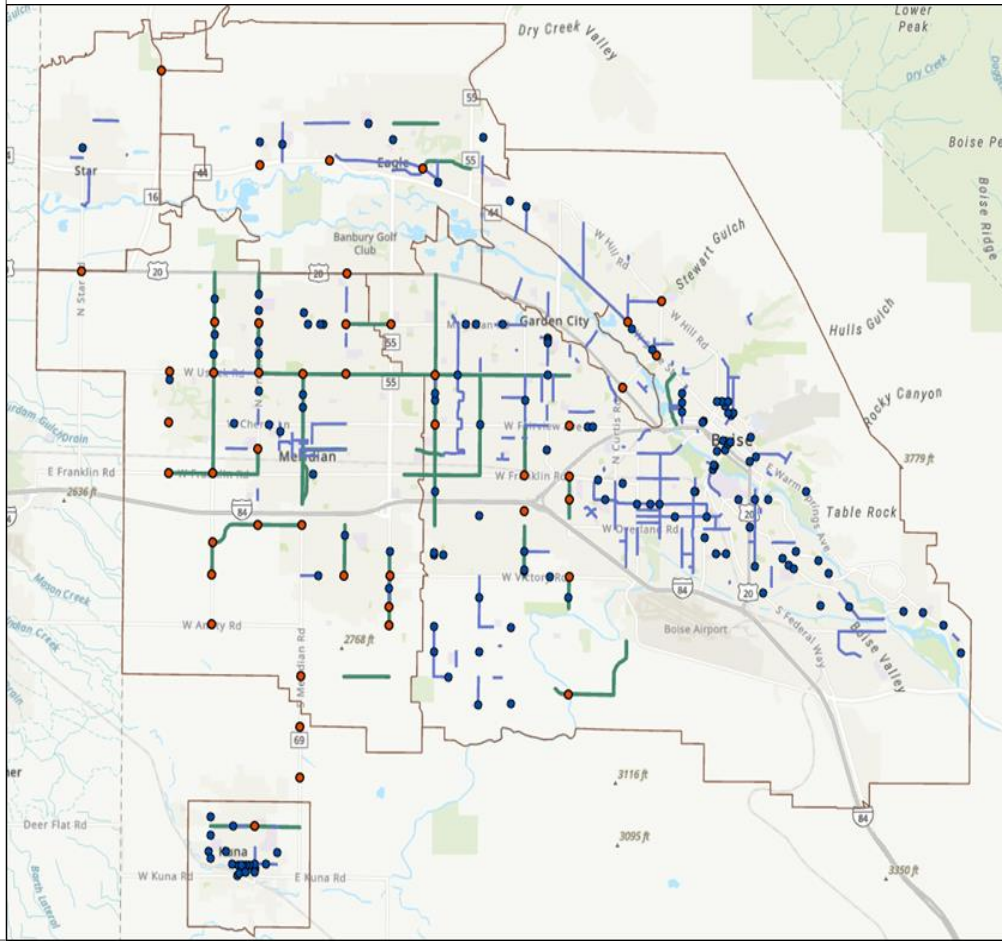 Gulch
Lower
Peak
Dry Creek Valley
Dry Creek
55
Star
Eagle
55
44
16
44
Boise Pe
Boise Ridge
Banbury Golf
Club
W Hill Rd
Stewart Gulch
20
20
N Star Rd
Garden City
W Hill Rd
Hulls Gulch
55
55
Rocky Canyon
W Cherry Ln
W Fairview
N Curtis Rd
Boise
Meridian
E Franklin Rd
W Franklin Rd
W Franklin Rd
3779 ft
2636 ft
E Warm Springs Ave
84
20
Table Rock
W Overland Rd
Mason Creek
W Victory Rd
84
20
W Amity Rd
2768 ft
Boise Airport
S Federal Way
Boise Valley
S Meridian Rd
69
3116 ft
84
Deer Flat Rd
3095 ft
Kuna
W Kuna Rd
E Kuna Rd
3350 ft